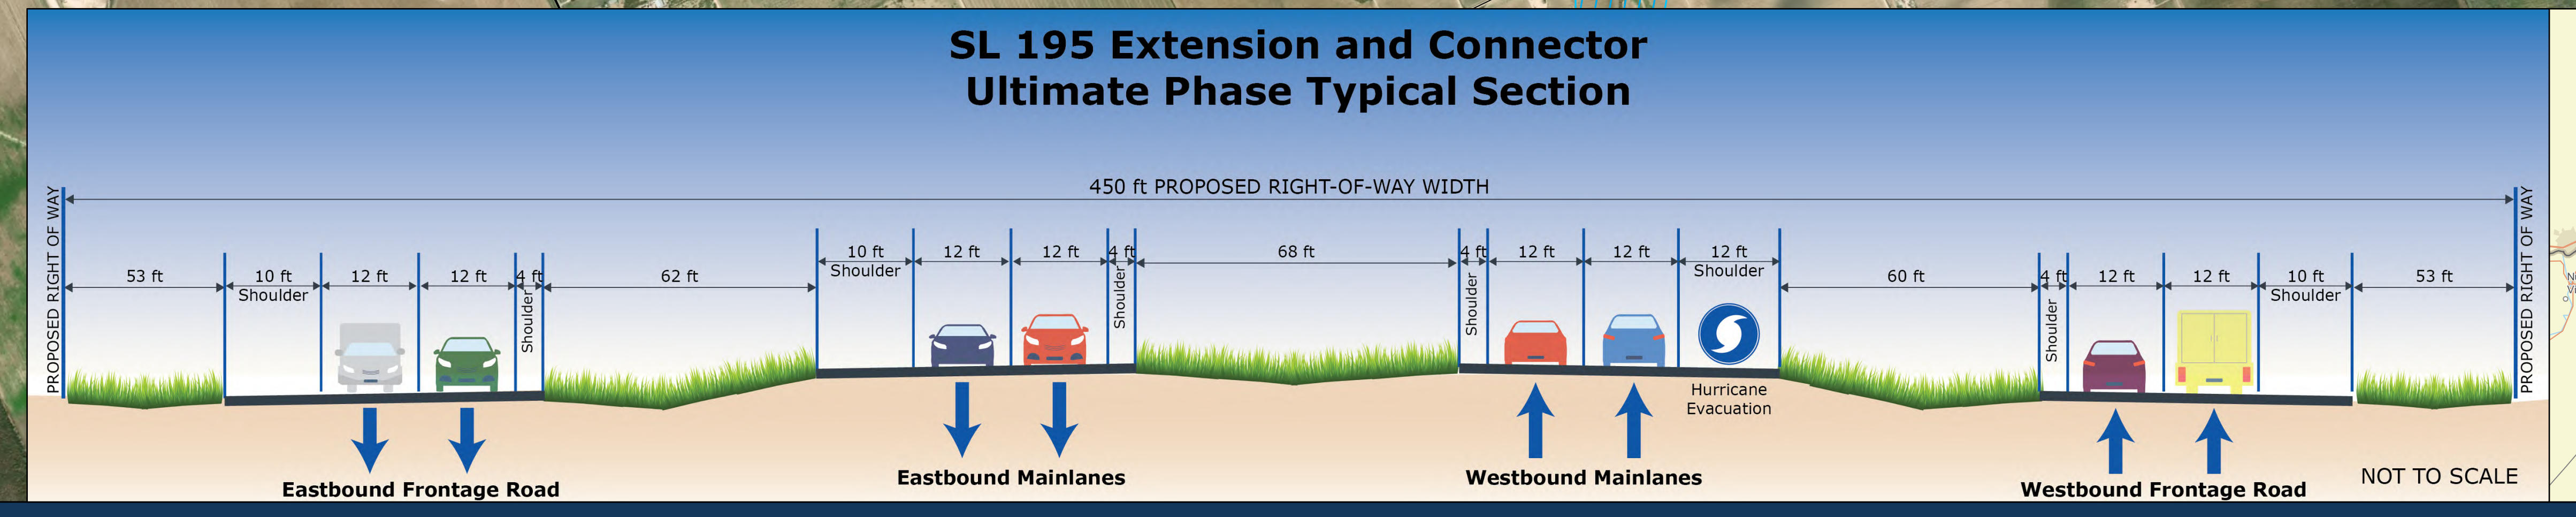 SL 195 Extension and Connector
Ultimate Phase Typical Section
450 ft PROPOSED RIGHT-OF-WAY WIDTH
PROPOSED RIGHT OF WAY
53 ft
10 ft
Shoulder
12 ft
12 ft
4 ft
Shoulder
62 ft
10 ft
Shoulder
12 ft
12 ft
4 ft
Shoulder
68 ft
4 ft
Shoulder
12 ft
12 ft
12 ft
Shoulder
Hurricane
Evacuation
60 ft
4 ft
Shoulder
12 ft
12 ft
10 ft
Shoulder
53 ft
PROPOSED RIGHT OF WAY
Eastbound Frontage Road
Eastbound Mainlanes
Westbound Mainlanes
Westbound Frontage Road
NOT TO SCALE